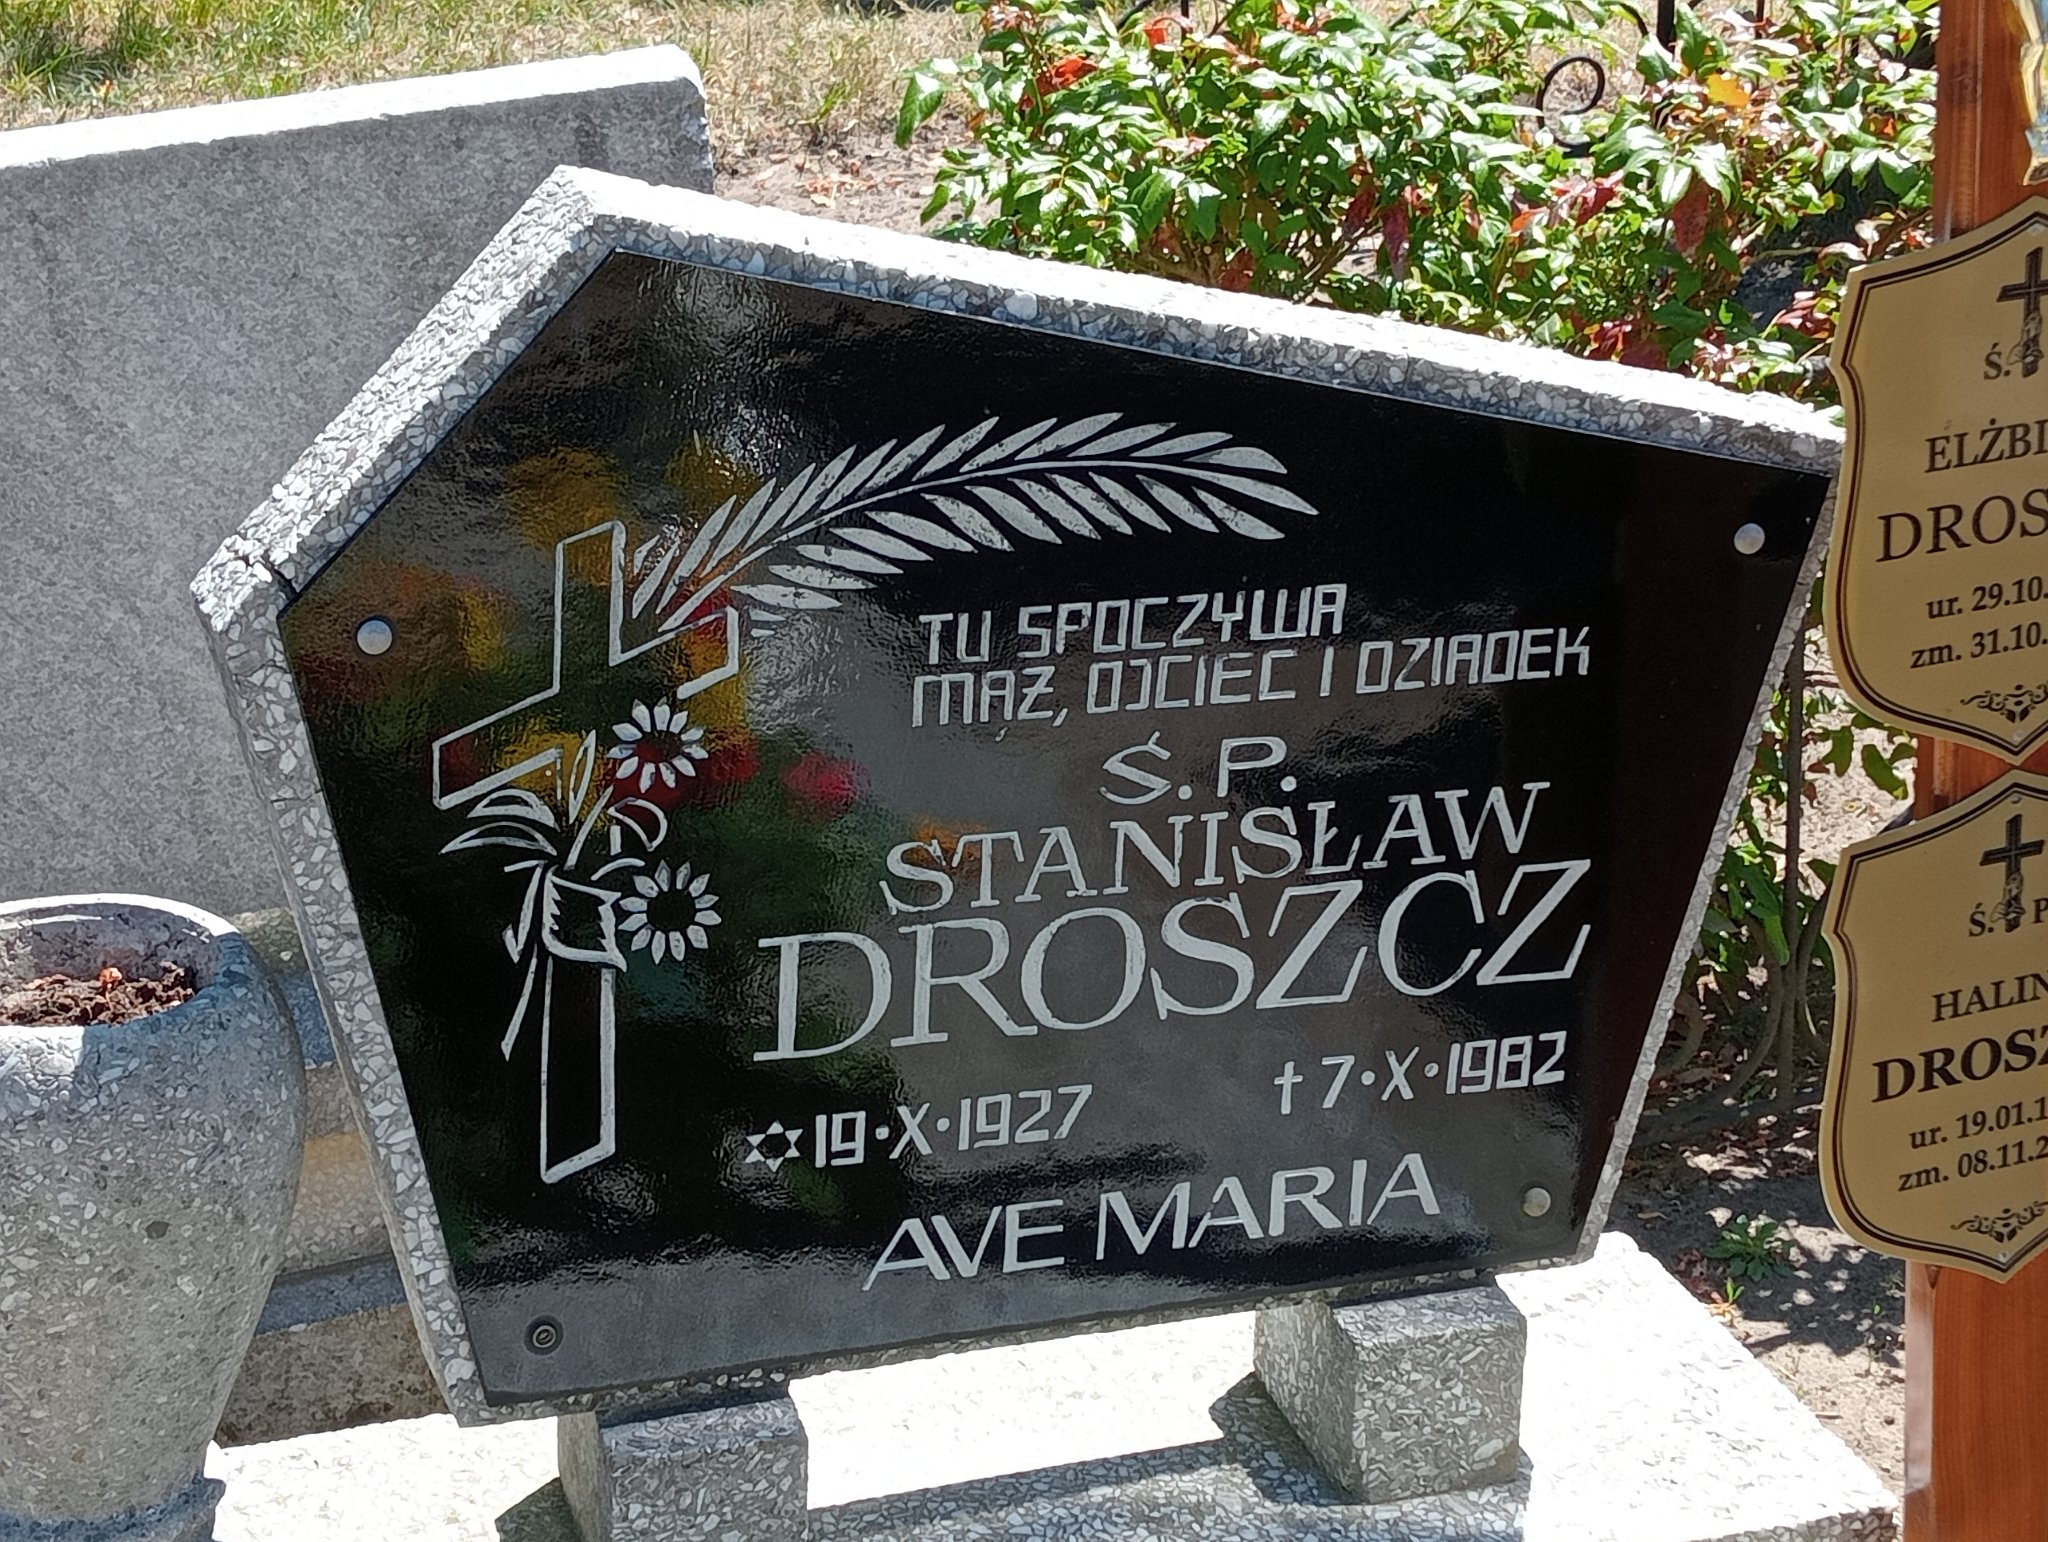 TU SPOCZYWA
MĄŻ, OJCIEC I DZIADEK
Ś.P.
STANISŁAW
DROSZCZ
19·X·1927
✝ 7·X·1982
AVE MARIA
Ś.
ELŻBI
DROS
ur. 29.10.
zm. 31.10.
Ś. P
HALIN
DROSZ
ur. 19.01.1
zm. 08.11.2